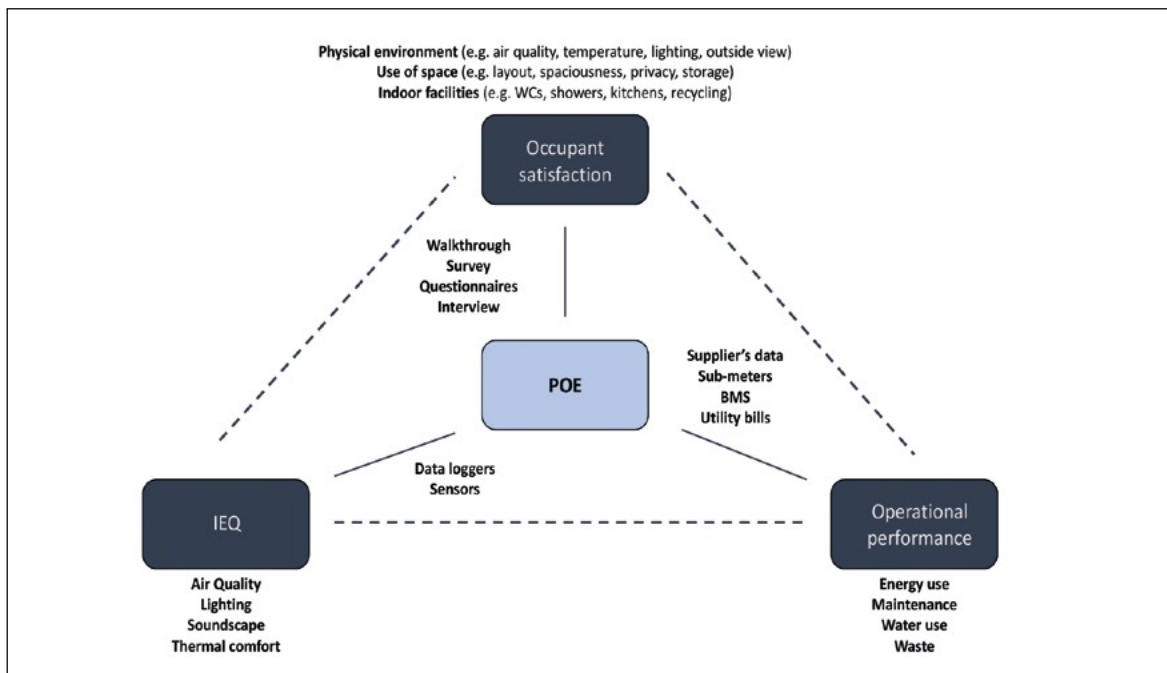 Physical environment (e.g. air quality, temperature, lighting, outside view)
Use of space (e.g. layout, spaciousness, privacy, storage)
Indoor facilities (e.g. WCs, showers, kitchens, recycling)
Occupant
satisfaction
Walkthrough
Survey
Questionnaires
Interview
POE
Supplier's data
Sub-meters
BMS
Utility bills
Data loggers
Sensors
IEQ
Air Quality
Lighting
Soundscape
Thermal comfort
Operational
performance
Energy use
Maintenance
Water use
Waste